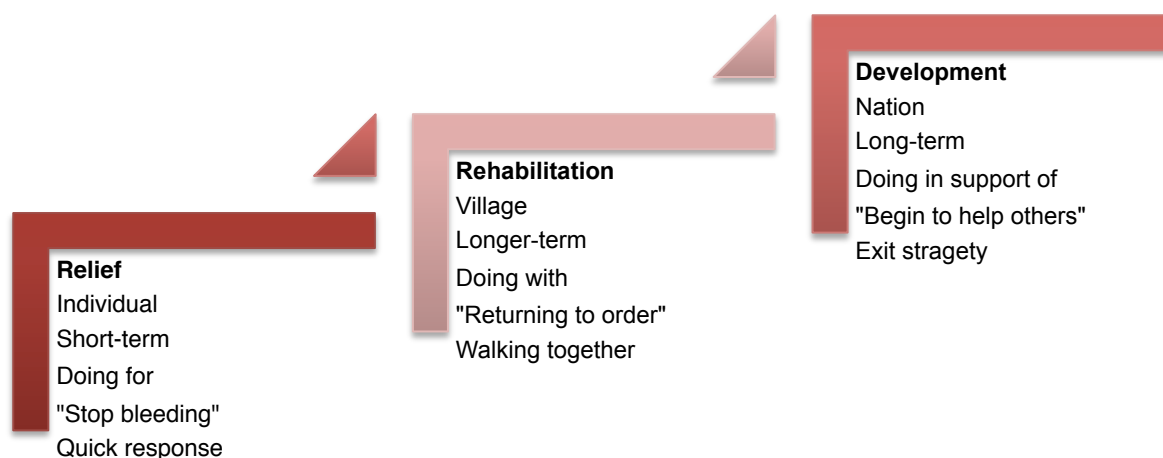 Relief
Individual
Short-term
Doing for
"Stop bleeding"
Quick response
Rehabilitation
Village
Longer-term
Doing with
"Returning to order"
Walking together
Development
Nation
Long-term
Doing in support of
"Begin to help others"
Exit stragety